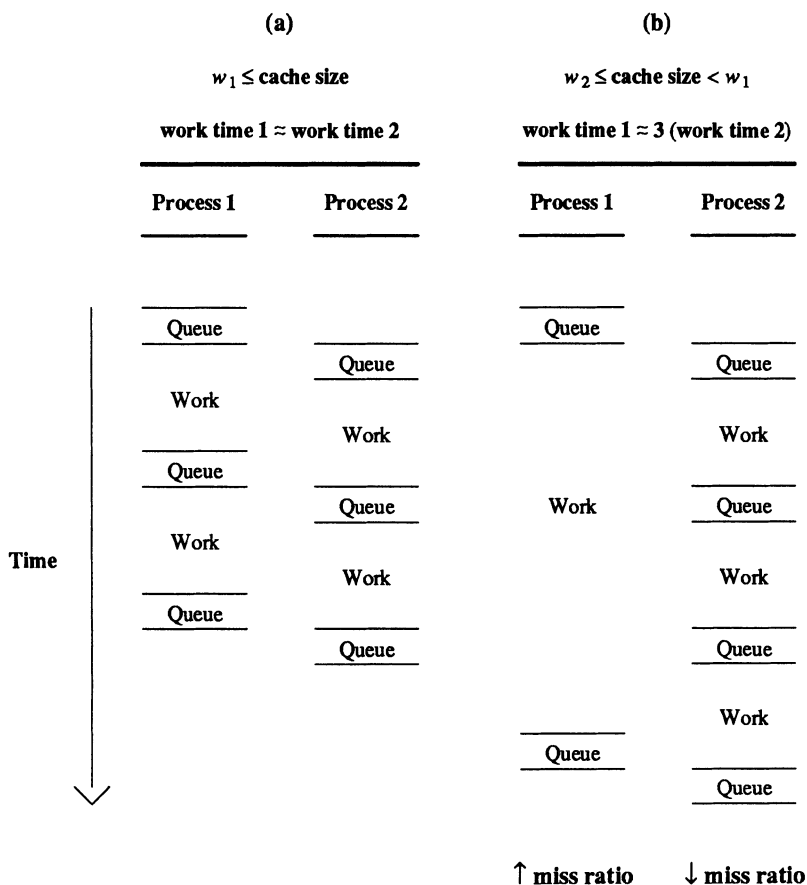 (a) (b)
w₁ ≤ cache size w₂ ≤ cache size < w₁
work time 1 ≈ work time 2 work time 1 ≈ 3 (work time 2)
Process 1 Process 2 Process 1 Process 2
Queue Queue
Queue Queue
Work
Work Work
Queue
Queue Work Queue
Work
Time
Work Work
Queue
Queue Queue
Work
Queue
Queue
↑ miss ratio ↓ miss ratio